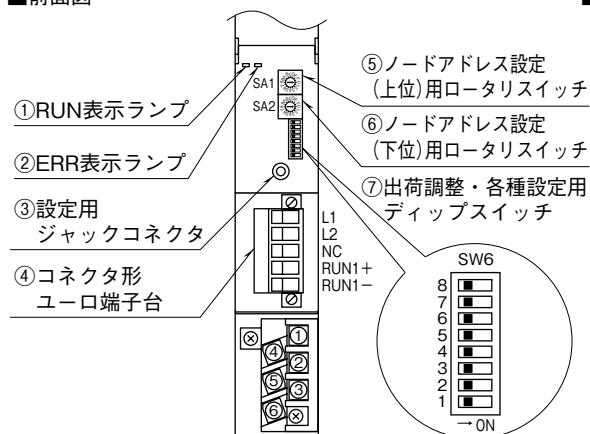 ■前面図
①RUN表示ランプ
②ERR表示ランプ
③設定用
ジャックコネクタ
④コネクタ形
ユーロ端子台
SA1
SA2
L1
L2
NC
RUN1+
RUN1−
①
②
③
④
⑤
⑥
⑤ノードアドレス設定
(上位)用ロータリスイッチ
⑥ノードアドレス設定
(下位)用ロータリスイッチ
⑦出荷調整・各種設定用
ディップスイッチ
SW6
8
7
6
5
4
3
2
1
→ ON